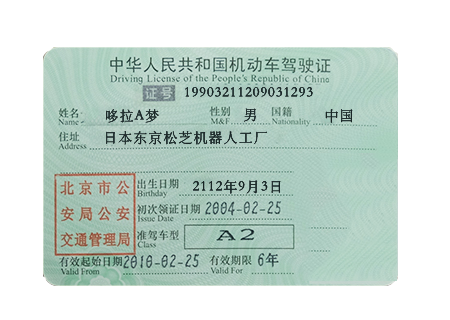 中华人民共和国机动车驾驶证
Driving License of the People's Republic of China
证号 19903211209031293
姓名 哆拉A梦 性别 男 国籍 中国
Name M&F Nationality
住址 日本东京松芝机器人工厂
Address
北京市公
安局公安
交通管理局
出生日期 2112年9月3日
Birthday
初次领证日期 2004-02-25
Issue Date
准驾车型 A2
Class
有效起始日期 2010-02-25 有效期限 6年
Valid From Valid For